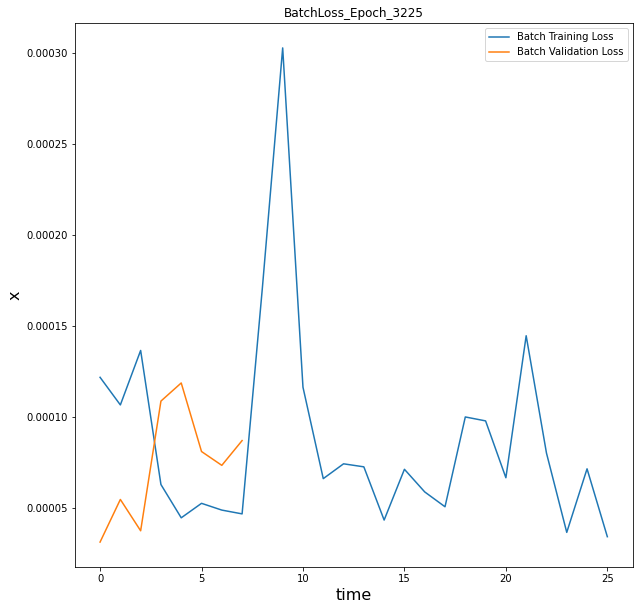 BatchLoss_Epoch_3225
Batch Training Loss
Batch Validation Loss
0.00030
0.00025
0.00020
0.00015
0.00010
0.00005
x
0 5 10 15 20 25
time